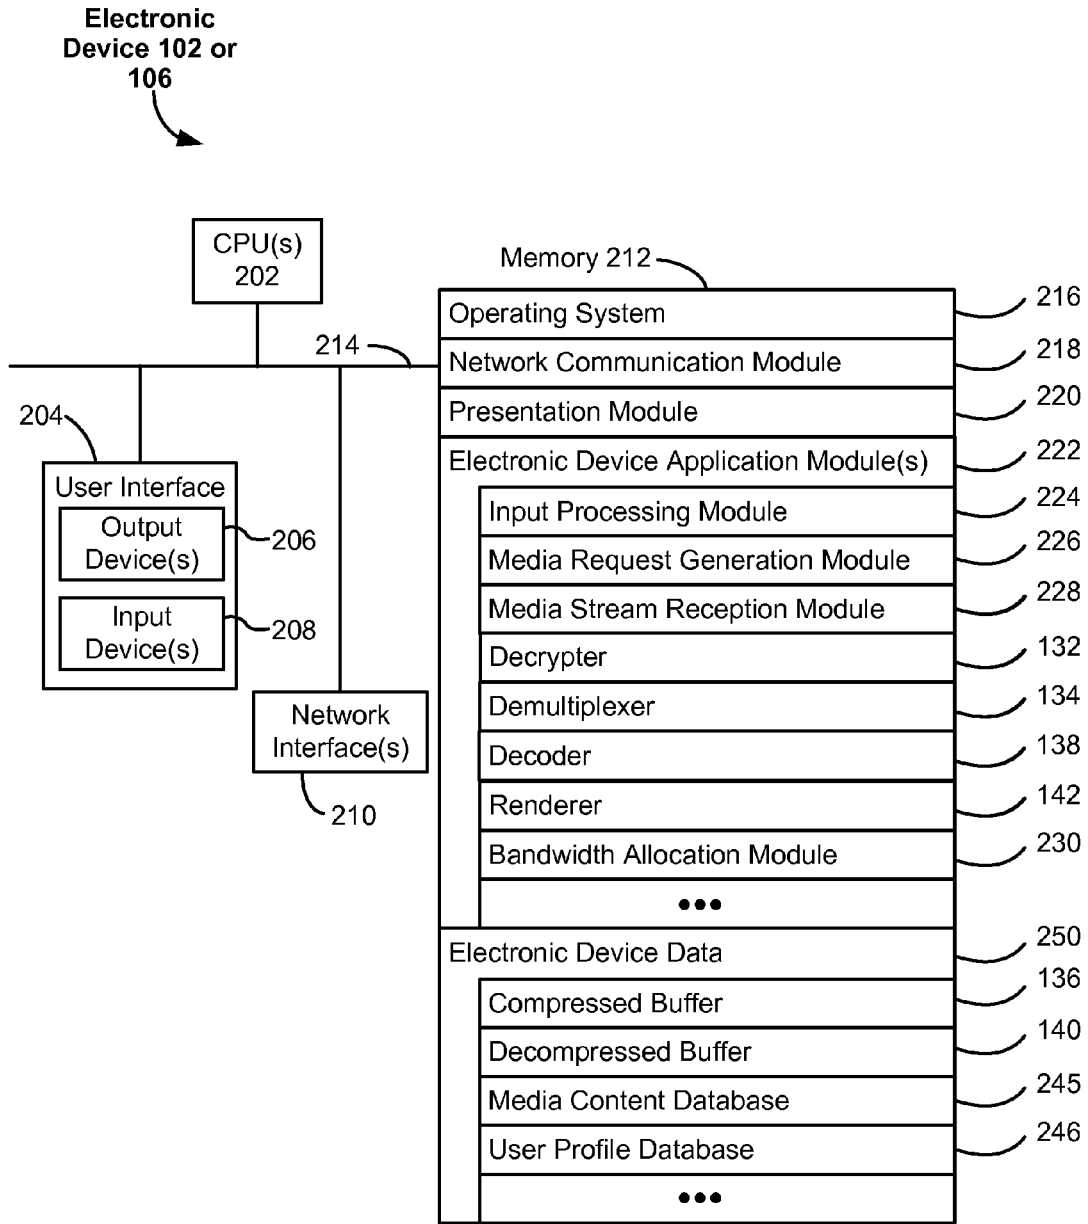 Electronic
Device 102 or
106
CPU(s)
202
Memory 212
214
204
User Interface
Output
Device(s)
206
Input
Device(s)
208
Network
Interface(s)
210
Operating System
216
Network Communication Module
218
Presentation Module
220
Electronic Device Application Module(s)
222
Input Processing Module
224
Media Request Generation Module
226
Media Stream Reception Module
228
Decrypter
132
Demultiplexer
134
Decoder
138
Renderer
142
Bandwidth Allocation Module
230
•••
Electronic Device Data
250
Compressed Buffer
136
Decompressed Buffer
140
Media Content Database
245
User Profile Database
246
•••